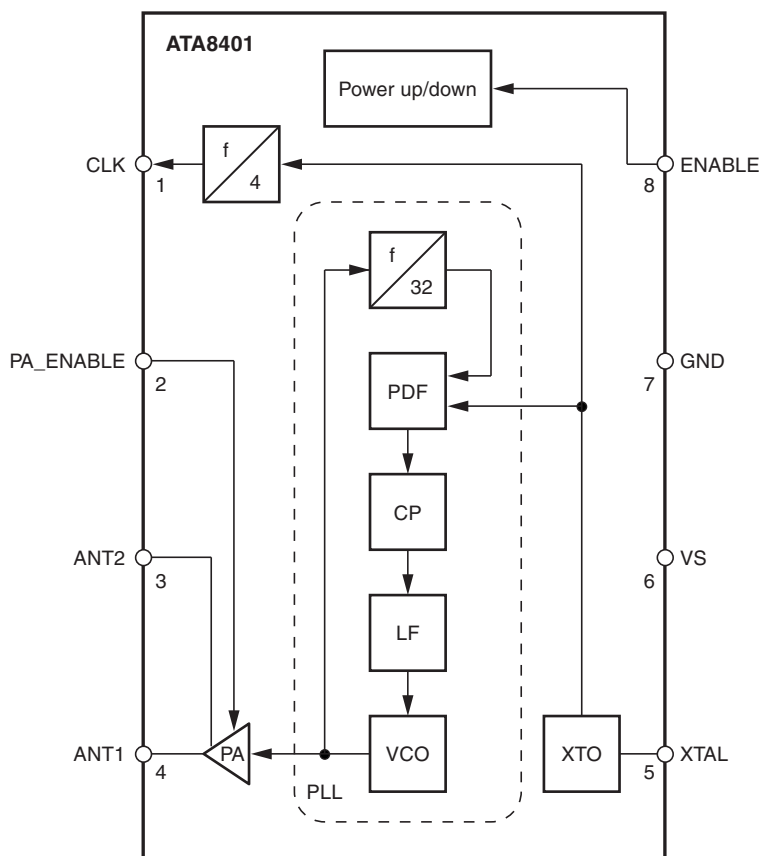 ATA8401
Power up/down
CLK
1
f
4
ENABLE
8
f
32
PA_ENABLE
2
PDF
GND
7
CP
ANT2
3
VS
6
LF
ANT1
4
PA
VCO
PLL
XTO
XTAL
5